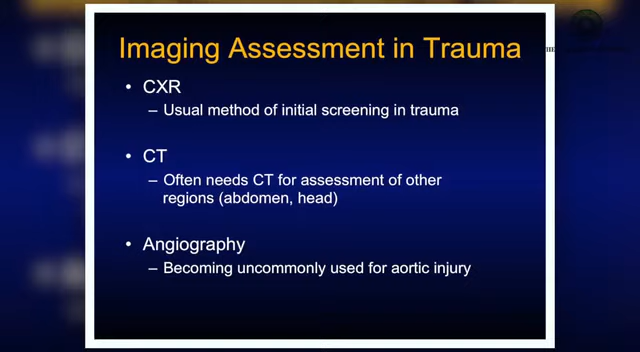 Imaging Assessment in Trauma
• CXR
– Usual method of initial screening in trauma
• CT
– Often needs CT for assessment of other
regions (abdomen, head)
• Angiography
– Becoming uncommonly used for aortic injury